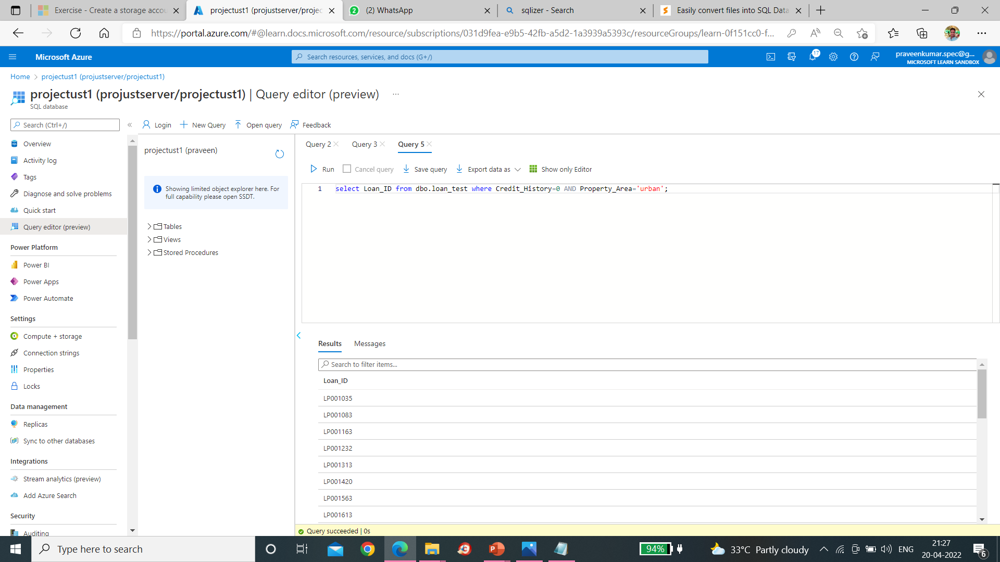 Exercise - Create a storage accou
projectust1 (projustserver/projec
(2) WhatsApp
sqlizer - Search
Easily convert files into SQL Data
https://portal.azure.com/#@learn.docs.microsoft.com/resource/subscriptions/031d9fea-e9b5-42fb-a5d2-1a3939a5393c/resourceGroups/learn-0f151cc0-f...
Microsoft Azure
Search resources, services, and docs (G+/)
17
praveenkumar.spec@g...
MICROSOFT LEARN SANDBOX
Home > projectust1 (projustserver/projectust1)
projectust1 (projustserver/projectust1) | Query editor (preview) ...
SQL database
Search (Ctrl+/)
Overview
Activity log
Tags
Diagnose and solve problems
Quick start
Query editor (preview)
Power Platform
Power BI
Power Apps
Power Automate
Settings
Compute + storage
Connection strings
Properties
Locks
Data management
Replicas
Sync to other databases
Integrations
Stream analytics (preview)
Add Azure Search
Security
Auditing
Login
New Query
Open query
Feedback
projectust1 (praveen)
Showing limited object explorer here. For
full capability please open SSDT.
Tables
Views
Stored Procedures
Query 2
Query 3
Query 5
Run
Cancel query
Save query
Export data as
Show only Editor
1 select Loan_ID from dbo.loan_test where Credit_History=0 AND Property_Area='urban';
Results
Messages
Search to filter items...
Loan_ID
LP001035
LP001083
LP001163
LP001232
LP001313
LP001420
LP001563
LP001613
Query succeeded | 0s
Type here to search
94%
33°C Partly cloudy
ENG
21:27
20-04-2022
6